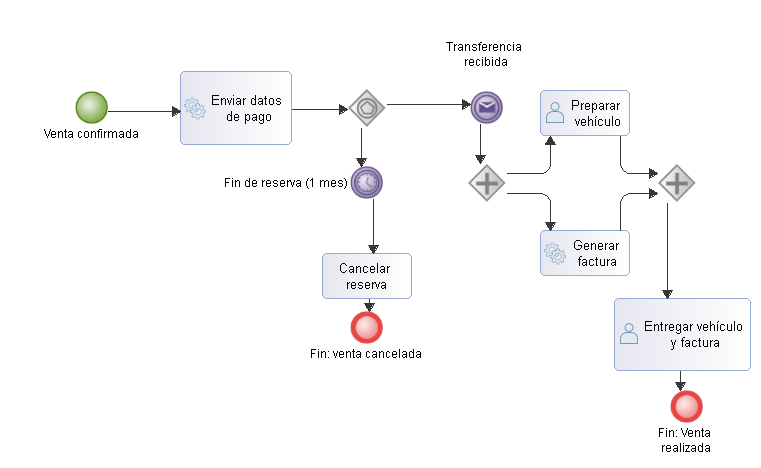 Transferencia
recibida
Enviar datos
de pago
Preparar
vehículo
Venta confirmada
Fin de reserva (1 mes)
Generar
factura
Cancelar
reserva
Entregar vehículo
y factura
Fin: venta cancelada
Fin: Venta
realizada